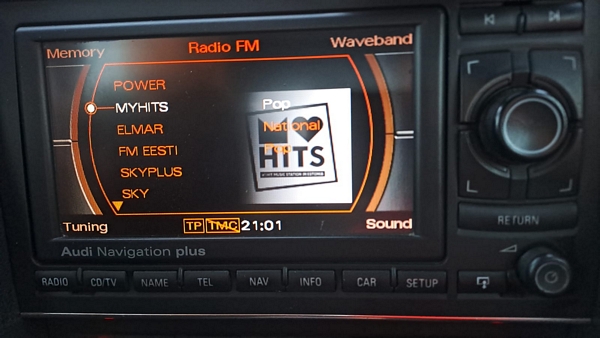 Memory
Radio FM
Waveband
POWER
MYHITS
Pop
ELMAR
National
FM EESTI
Pop
SKYPLUS
SKY
HITS
Tuning
TP TMC 21:01
Sound
RETURN
Audi Navigation plus
RADIO CD/TV NAME TEL NAV INFO CAR SETUP